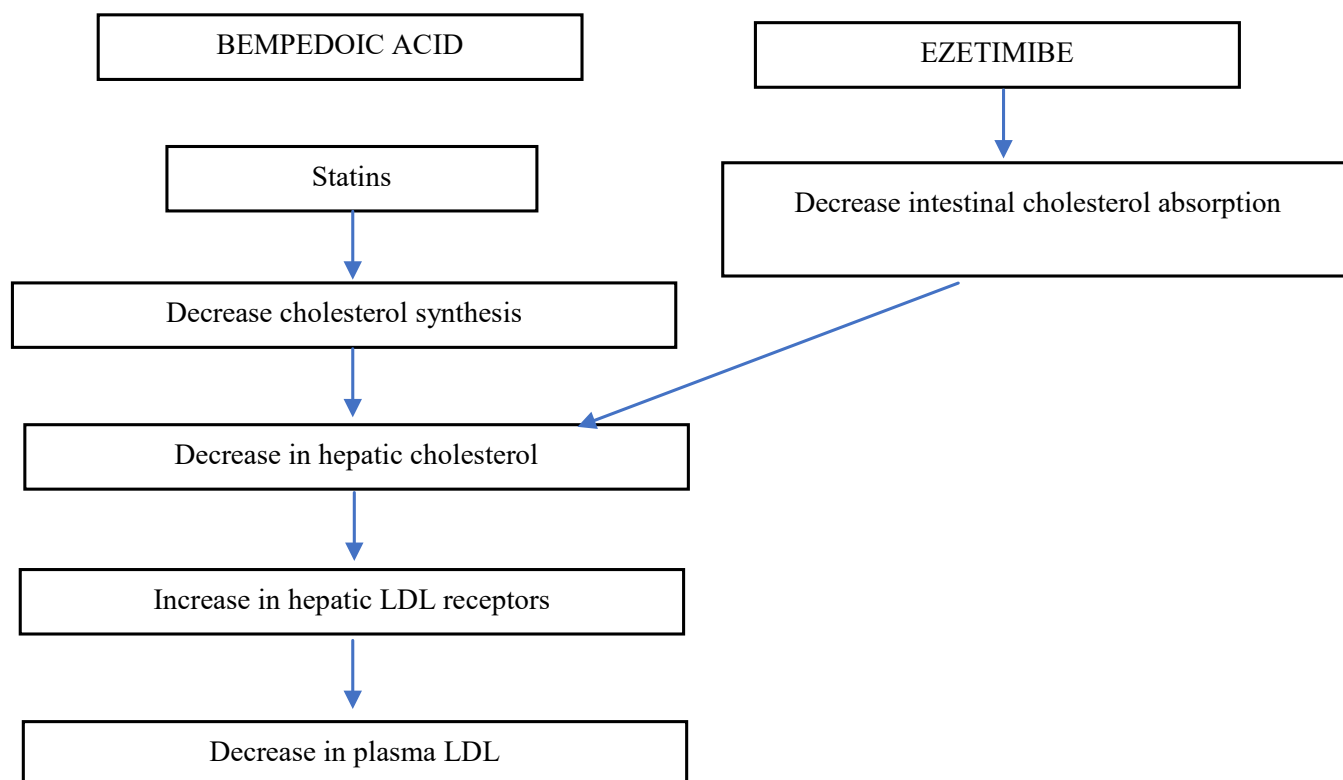 BEMPEDOIC ACID
EZETIMIBE
Statins
Decrease intestinal cholesterol absorption
Decrease cholesterol synthesis
Decrease in hepatic cholesterol
Increase in hepatic LDL receptors
Decrease in plasma LDL